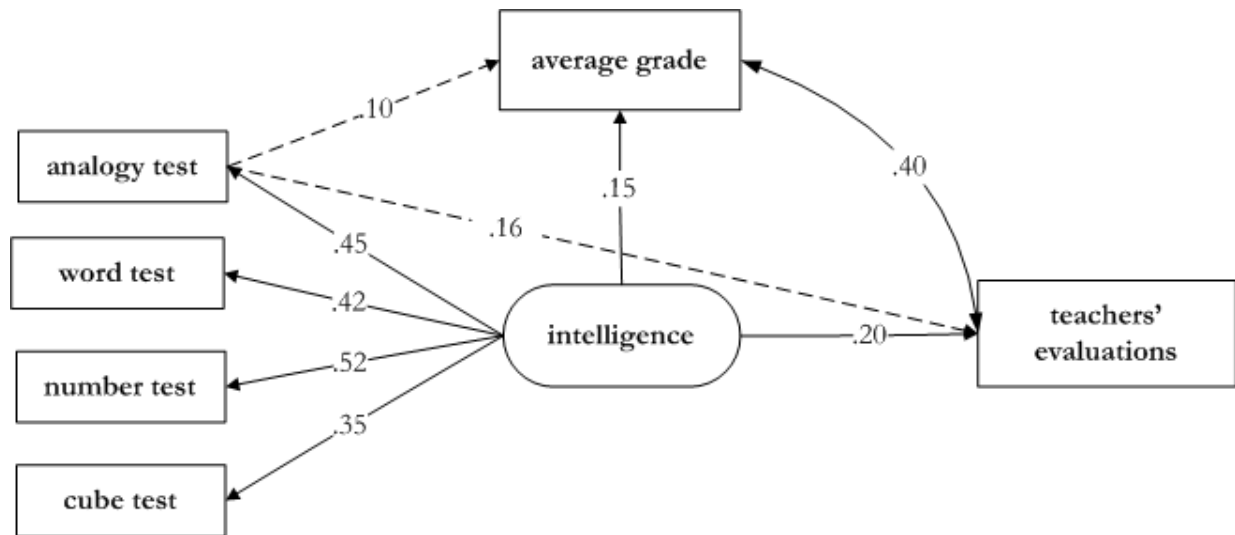 average grade
.10
analogy test
.40
.15
.16
.45
word test
.42
intelligence
.20
teachers'
evaluations
number test
.52
.35
cube test